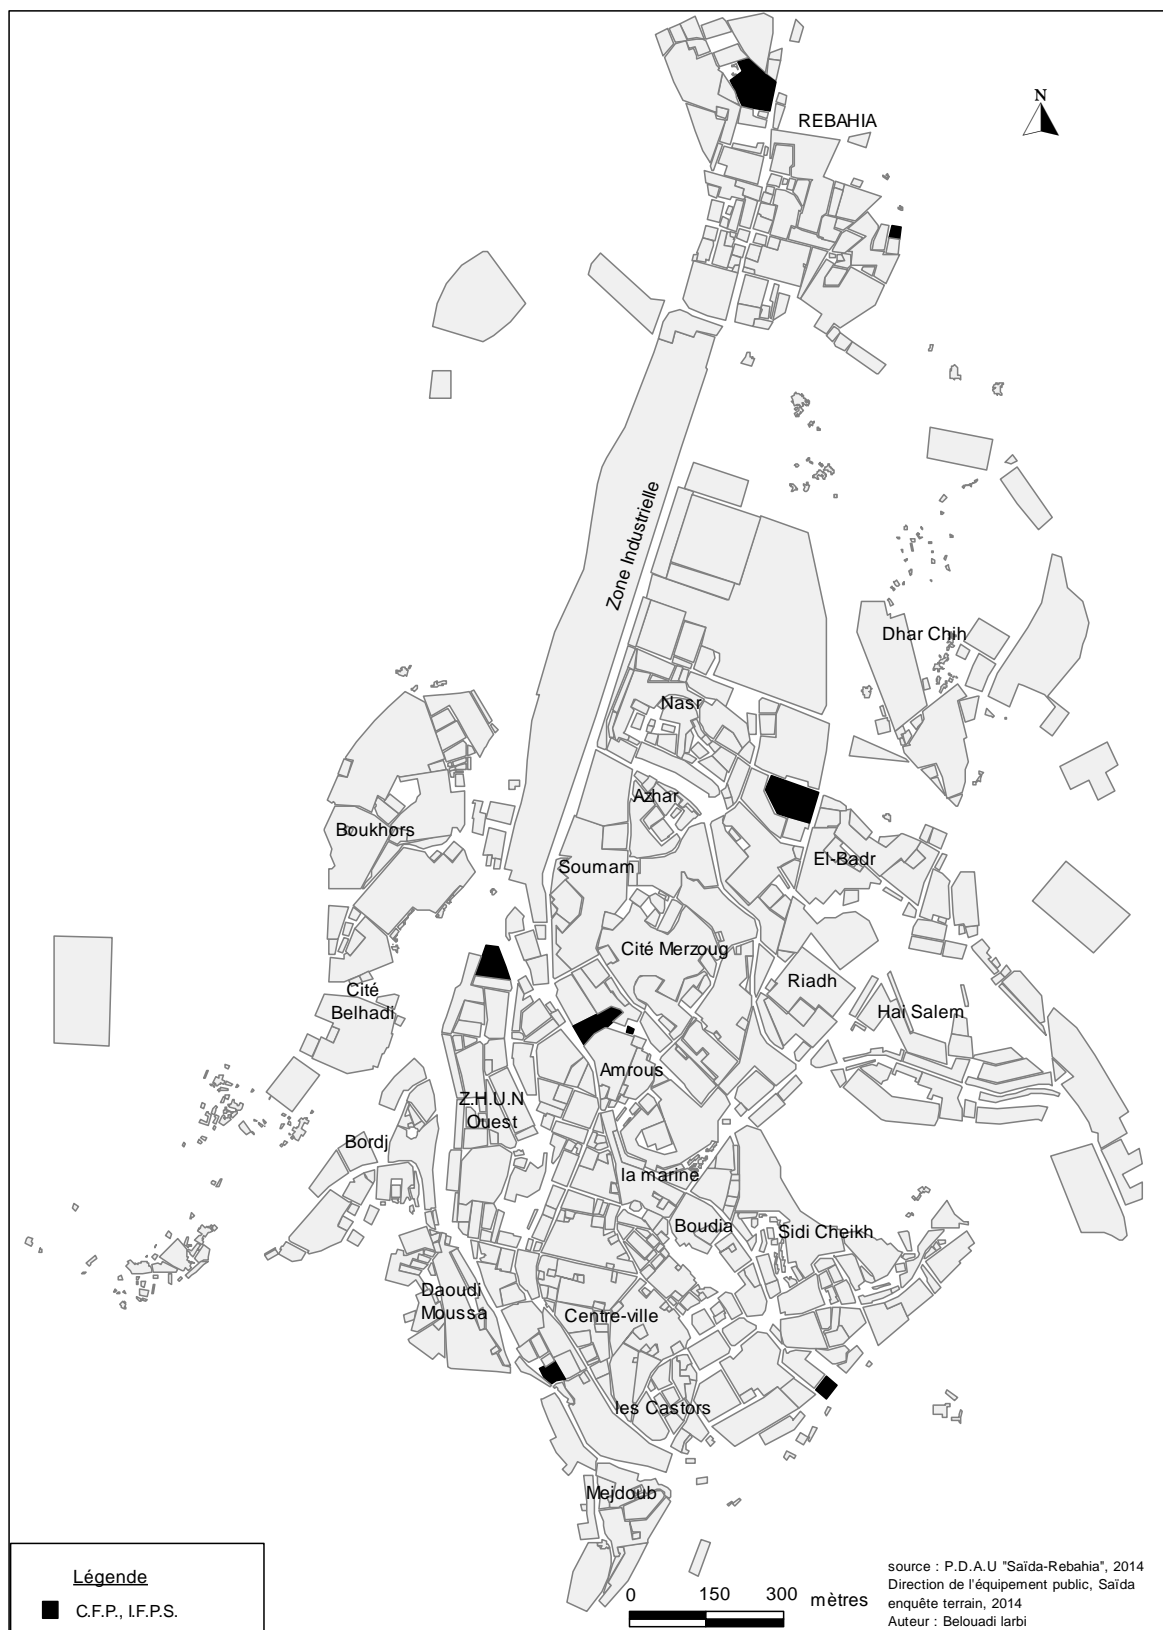 N
REBAHIA
Zone Industrielle
Dhar Chih
Nasr
Azhar
Boukhors
El-Badr
Soumam
Cité Merzoug
Riadh
Cité
Belhadi
Hai Salem
Amrous
Z.H.U.N
Ouest
Bordj
la marine
Boudia
Sidi Cheikh
Daoudi
Moussa
Centre-ville
les Castors
Mejdoub
Légende
C.F.P., I.F.P.S.
0 150 300 mètres
source : P.D.A.U "Saïda-Rebahia", 2014
Direction de l'équipement public, Saïda
enquête terrain, 2014
Auteur : Belouadi larbi